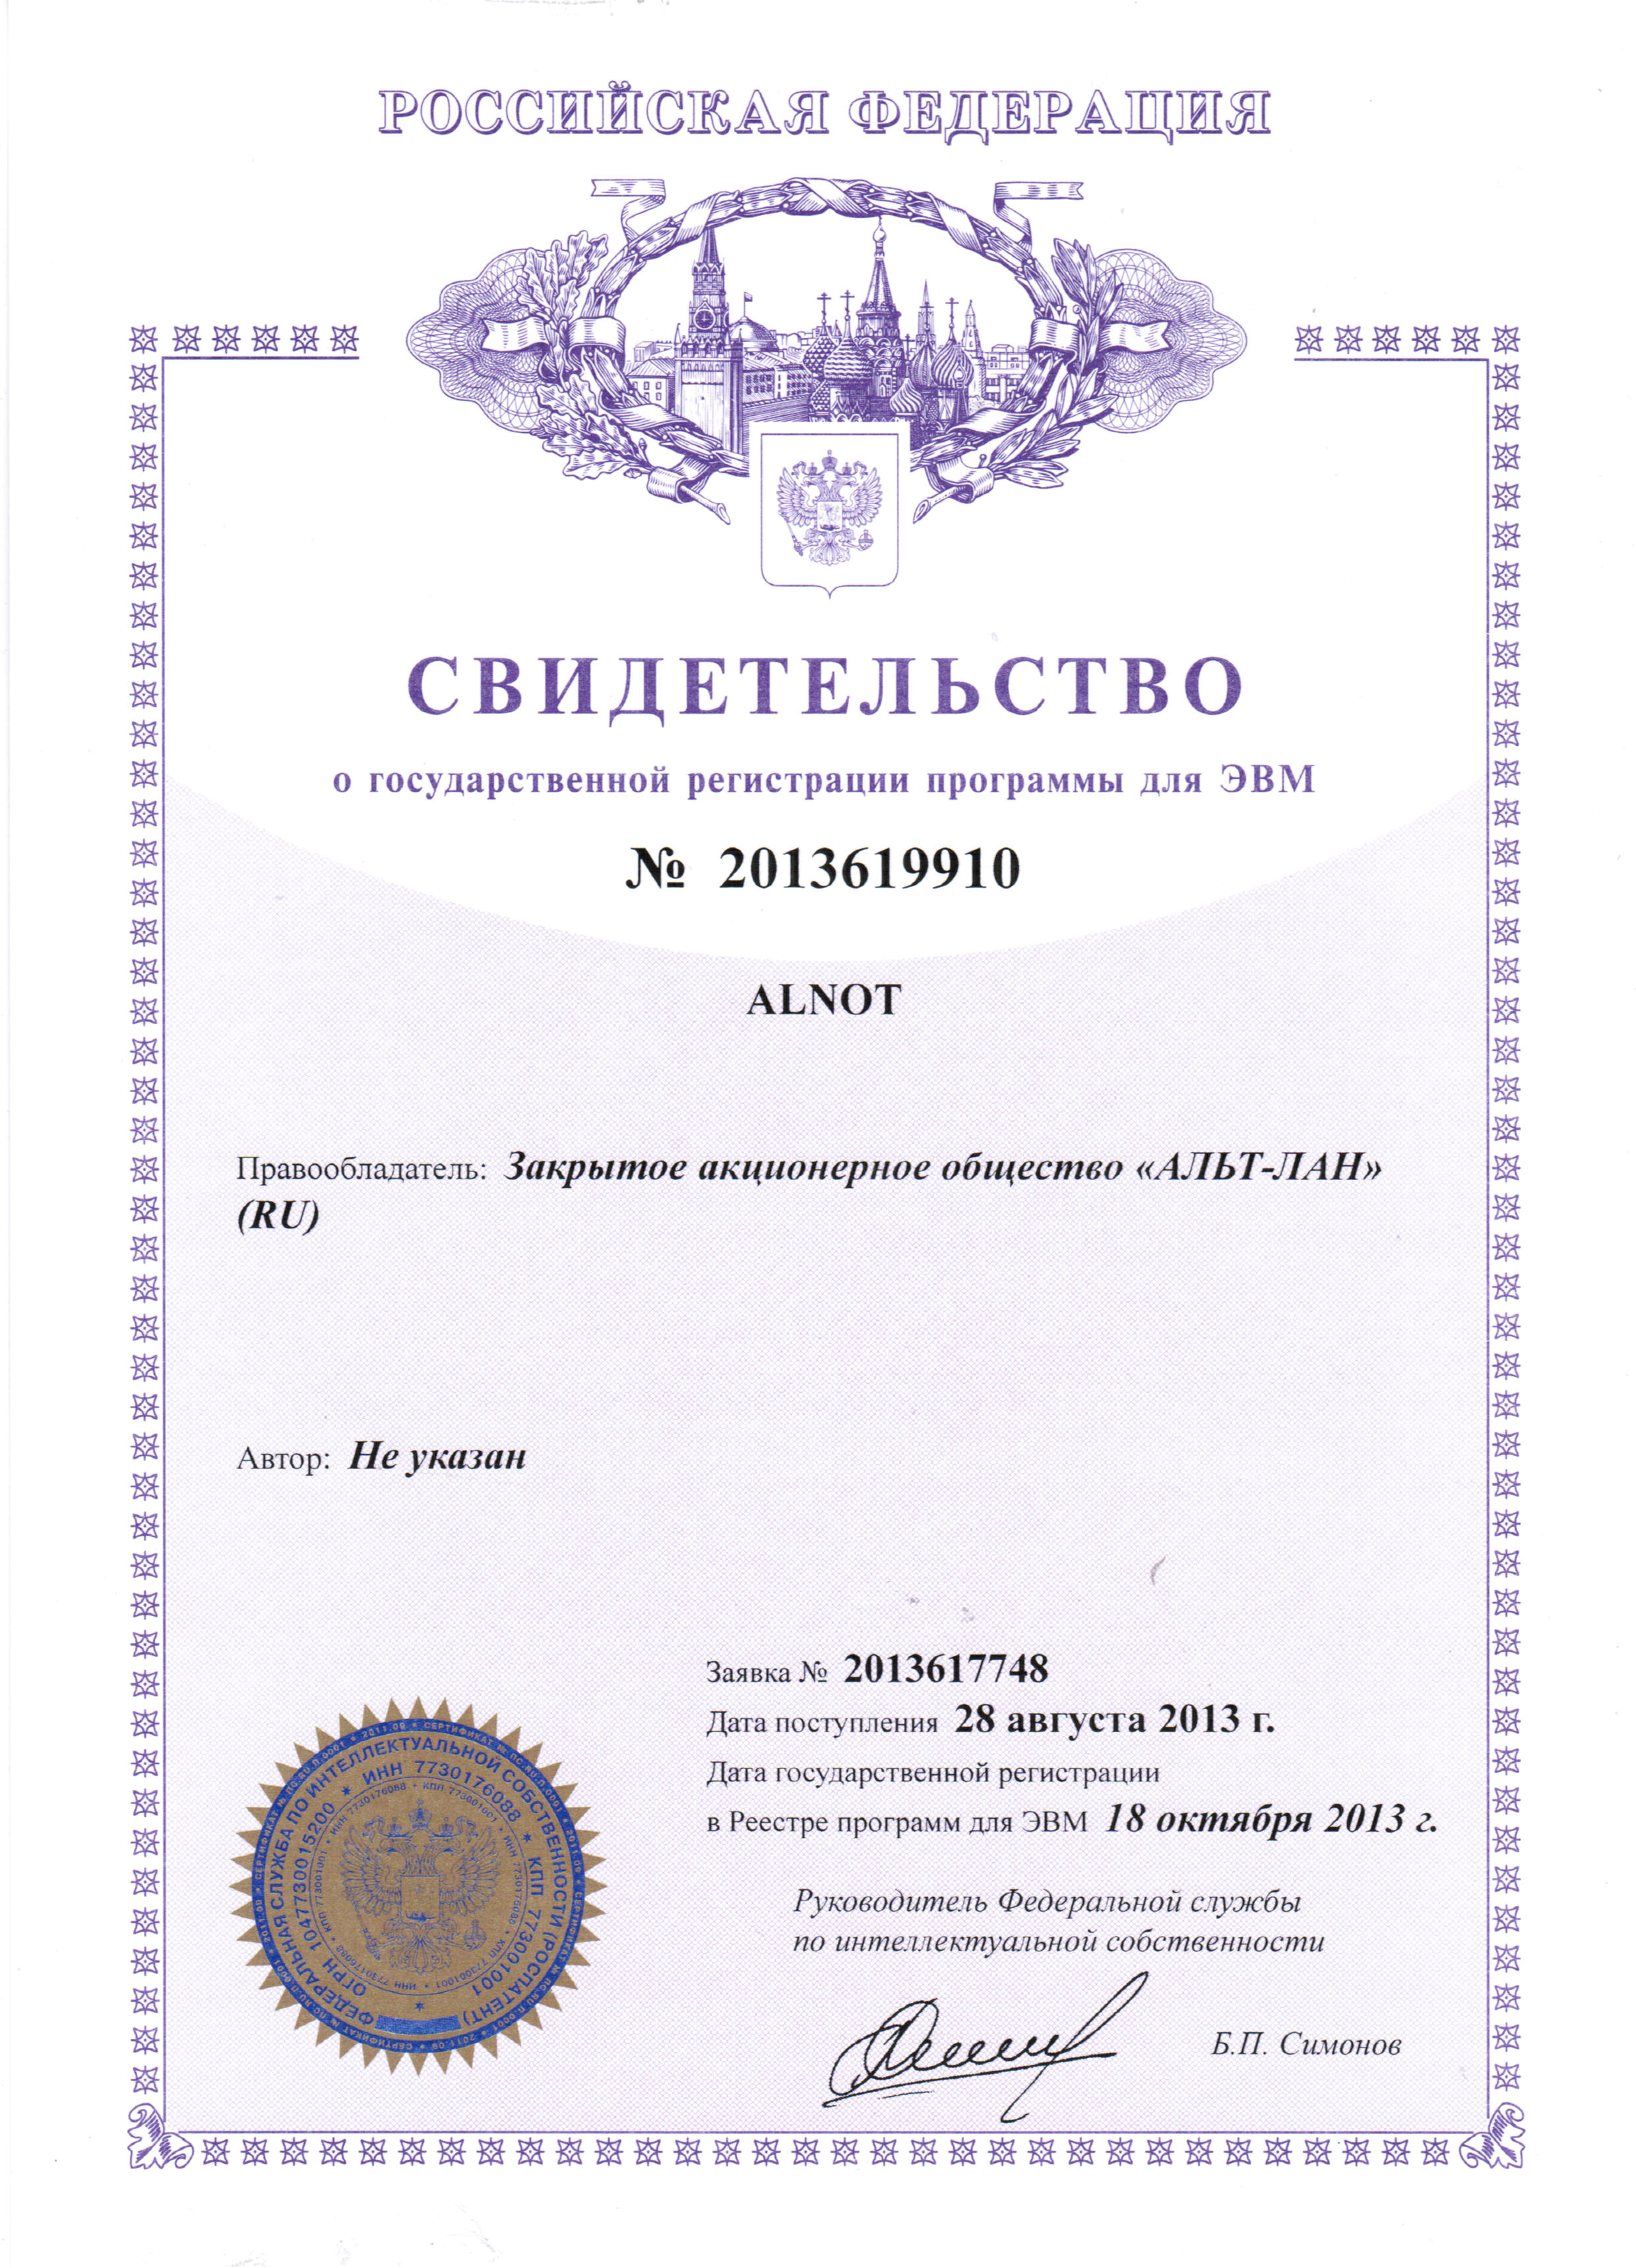 РОССИЙСКАЯ ФЕДЕРАЦИЯ
СВИДЕТЕЛЬСТВО
о государственной регистрации программы для ЭВМ
№ 2013619910
ALNOT
Правообладатель: Закрытое акционерное общество «АЛЬТ-ЛАН»
(RU)
Автор: Не указан
Заявка № 2013617748
Дата поступления 28 августа 2013 г.
Дата государственной регистрации
в Реестре программ для ЭВМ 18 октября 2013 г.
Руководитель Федеральной службы
по интеллектуальной собственности
Б.П. Симонов
ФЕДЕРАЛЬНАЯ СЛУЖБА ПО ИНТЕЛЛЕКТУАЛЬНОЙ СОБСТВЕННОСТИ (РОСПАТЕНТ)
ОГРН 1047730015200 * ИНН 7730176088 * КПП 773001001 *